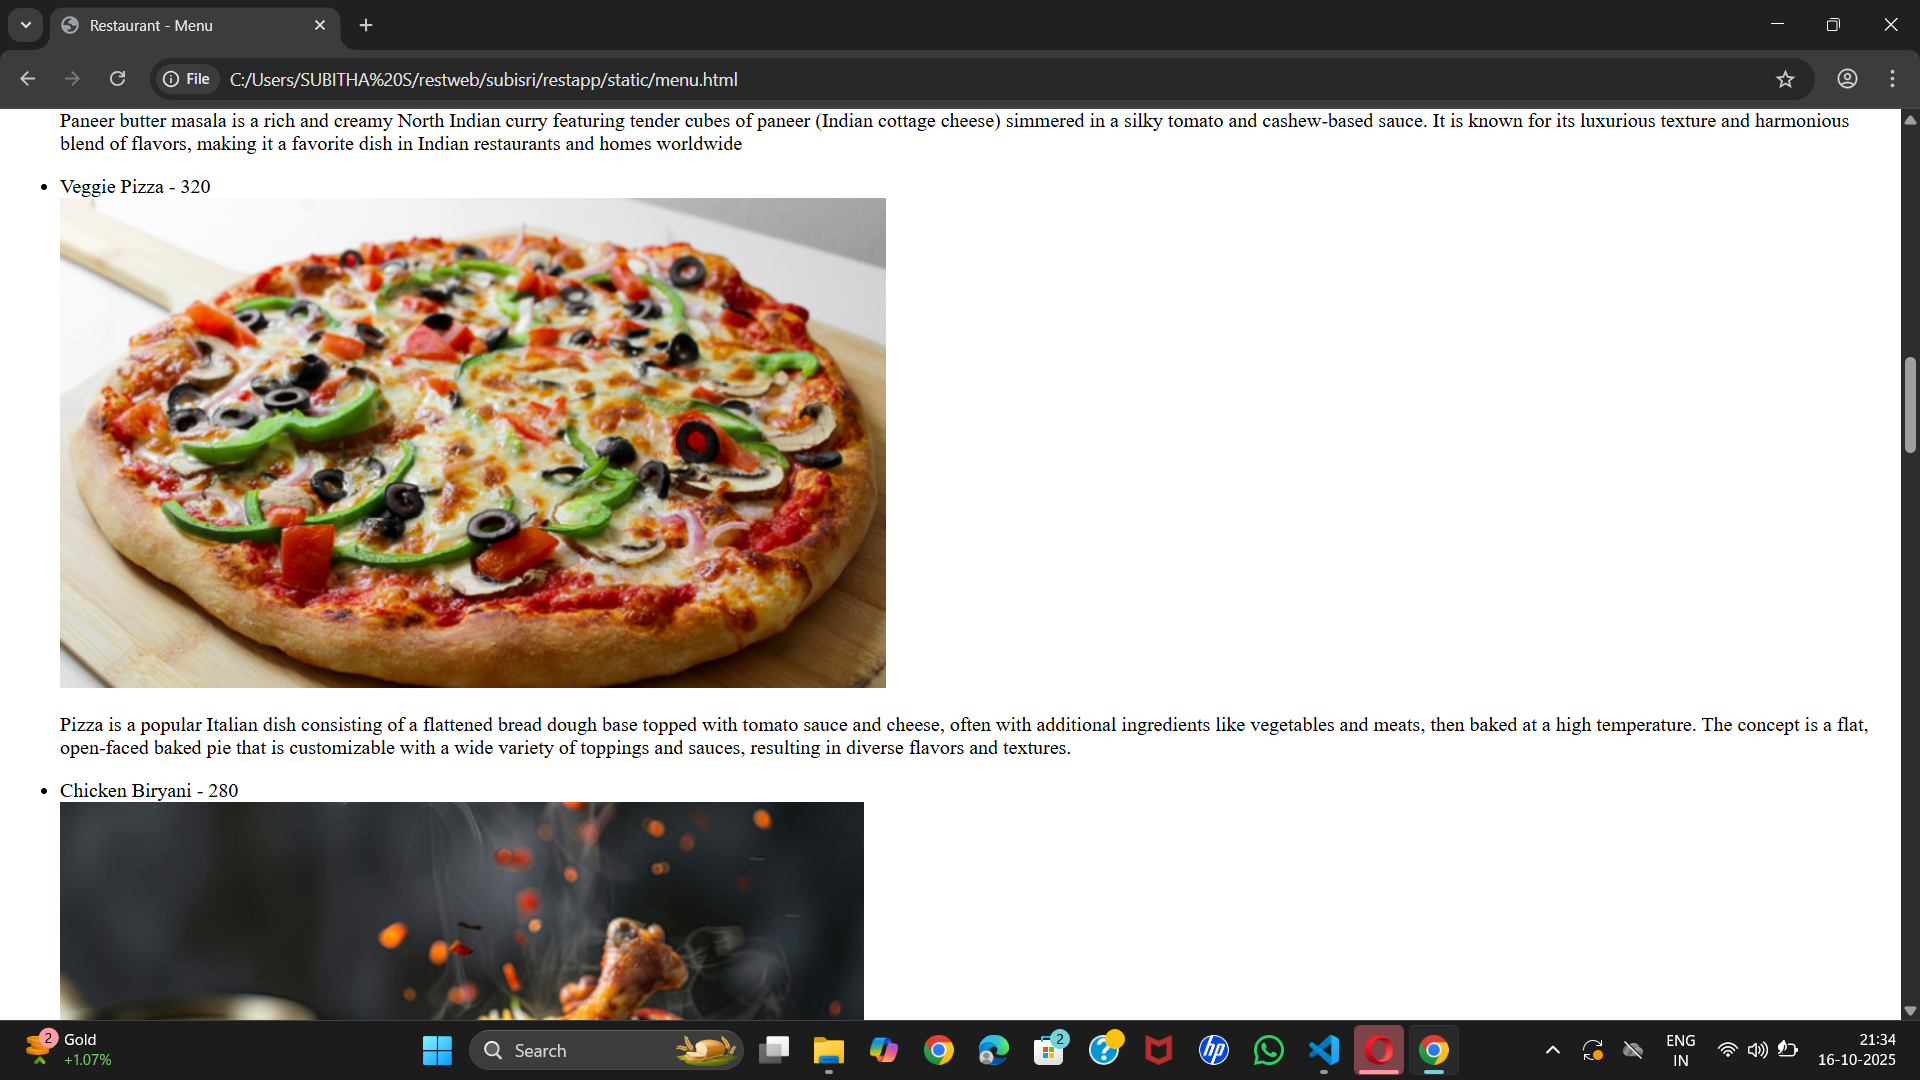 Restaurant - Menu
File
C:/Users/SUBITHA%20S/restweb/subisri/restapp/static/menu.html
Paneer butter masala is a rich and creamy North Indian curry featuring tender cubes of paneer (Indian cottage cheese) simmered in a silky tomato and cashew-based sauce. It is known for its luxurious texture and harmonious
blend of flavors, making it a favorite dish in Indian restaurants and homes worldwide
• Veggie Pizza - 320
Pizza is a popular Italian dish consisting of a flattened bread dough base topped with tomato sauce and cheese, often with additional ingredients like vegetables and meats, then baked at a high temperature. The concept is a flat,
open-faced baked pie that is customizable with a wide variety of toppings and sauces, resulting in diverse flavors and textures.
• Chicken Biryani - 280
2
Gold
+1.07%
Search
2
?
hp
ENG
IN
21:34
16-10-2025